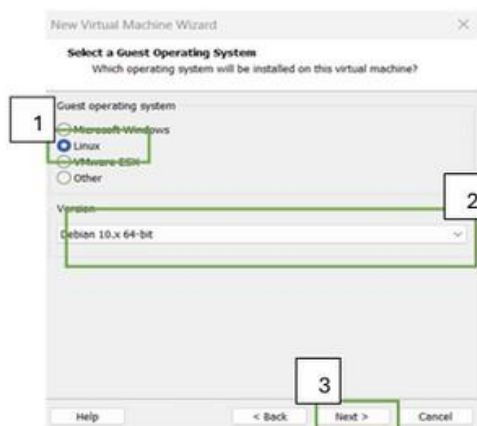 New Virtual Machine Wizard
Select a Guest Operating System
Which operating system will be installed on this virtual machine?
Guest operating system
1
Microsoft Windows
Linux
VMware ESX
Other
Version
2
Debian 10.x 64-bit
3
Help
< Back
Next >
Cancel